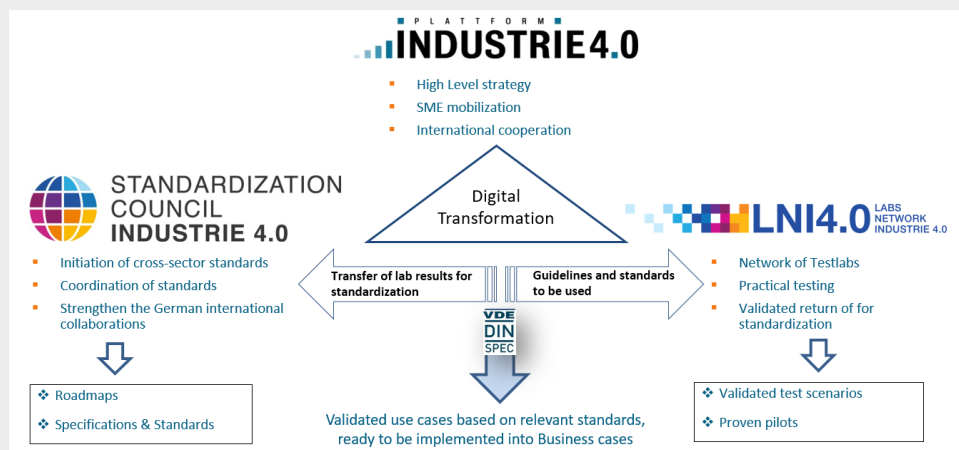 PLATTFORM
INDUSTRIE4.0
High Level strategy
SME mobilization
International cooperation
Digital
Transformation
STANDARDIZATION
COUNCIL
INDUSTRIE 4.0
Initiation of cross-sector standards
Coordination of standards
Strengthen the German international
collaborations
Roadmaps
Specifications & Standards
Transfer of lab results for
standardization
Guidelines and standards
to be used
VDE
DIN
SPEC
Validated use cases based on relevant standards,
ready to be implemented into Business cases
LNI4.0
LABS
NETWORK
INDUSTRIE 4.0
Network of Testlabs
Practical testing
Validated return of for
standardization
Validated test scenarios
Proven pilots